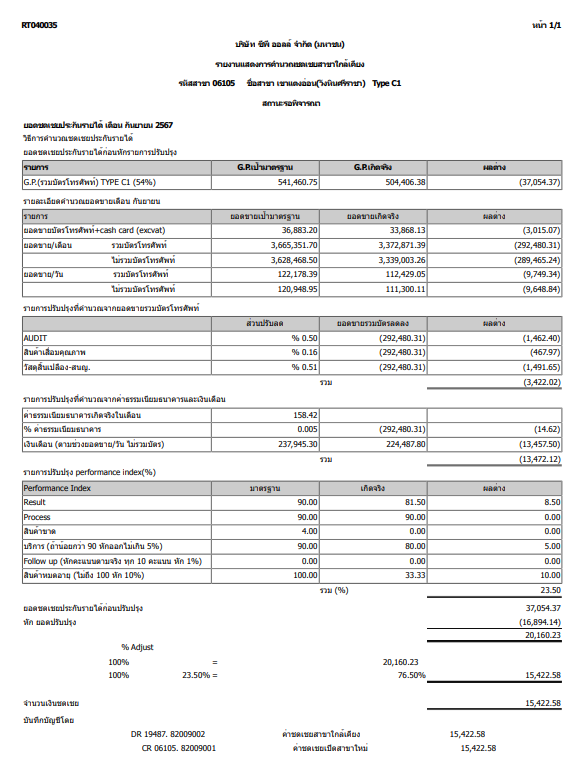 RT040035 หน้า 1/1
บริษัท ซีพี ออลล์ จำกัด (มหาชน)
รายงานแสดงการคำนวณชดเชยสาขาใกล้เคียง
รหัสสาขา 06105 ชื่อสาขา เขาแดงอ่อน(วังหินศรีราชา) Type C1
สถานะรอพิจารณา
ยอดชดเชยประกันรายได้ เดือน กันยายน 2567
วิธีการคำนวณชดเชยประกันรายได้
ยอดชดเชยประกันรายได้ก่อนหักรายการปรับปรุง
รายการ G.P.เป้ามาตรฐาน G.P.เกิดจริง ผลต่าง
G.P.(รวมบัตรโทรศัพท์) TYPE C1 (54%) 541,460.75 504,406.38 (37,054.37)
รายละเอียดคำนวณยอดขายเดือน กันยายน
รายการ ยอดขายเป้ามาตรฐาน ยอดขายเกิดจริง ผลต่าง
ยอดขายบัตรโทรศัพท์+cash card (excvat) 36,883.20 33,868.13 (3,015.07)
ยอดขาย/เดือน รวมบัตรโทรศัพท์ 3,665,351.70 3,372,871.39 (292,480.31)
ไม่รวมบัตรโทรศัพท์ 3,628,468.50 3,339,003.26 (289,465.24)
ยอดขาย/วัน รวมบัตรโทรศัพท์ 122,178.39 112,429.05 (9,749.34)
ไม่รวมบัตรโทรศัพท์ 120,948.95 111,300.11 (9,648.84)
รายการปรับปรุงที่คำนวณจากยอดขายรวมบัตรโทรศัพท์
ส่วนปรับลด ยอดขายรวมบัตรลดลง ผลต่าง
AUDIT % 0.50 (292,480.31) (1,462.40)
สินค้าเสื่อมคุณภาพ % 0.16 (292,480.31) (467.97)
วัสดุสิ้นเปลือง-สนญ. % 0.51 (292,480.31) (1,491.65)
รวม (3,422.02)
รายการปรับปรุงที่คำนวณจากค่าธรรมเนียมธนาคารและเงินเดือน
ค่าธรรมเนียมธนาคารเกิดจริงในเดือน 158.42
% ค่าธรรมเนียมธนาคาร 0.005 (292,480.31) (14.62)
เงินเดือน (ตามช่วงยอดขาย/วัน ไม่รวมบัตร) 237,945.30 224,487.80 (13,457.50)
รวม (13,472.12)
รายการปรับปรุง performance index(%)
Performance Index มาตรฐาน เกิดจริง ผลต่าง
Result 90.00 81.50 8.50
Process 90.00 90.00 0.00
สินค้าขาด 4.00 0.00 0.00
บริการ (ถ้าน้อยกว่า 90 หักออกไม่เกิน 5%) 90.00 80.00 5.00
Follow up (หักคะแนนตามจริง ทุก 10 คะแนน หัก 1%) 0.00 0.00 0.00
สินค้าหมดอายุ (ไม่ถึง 100 หัก 10%) 100.00 33.33 10.00
รวม (%) 23.50
ยอดชดเชยประกันรายได้ก่อนปรับปรุง 37,054.37
หัก ยอดปรับปรุง (16,894.14)
20,160.23
% Adjust
100% = 20,160.23
100% 23.50% = 76.50% 15,422.58
จำนวนเงินชดเชย 15,422.58
บันทึกบัญชีโดย
DR 19487. 82009002 ค่าชดเชยสาขาใกล้เคียง 15,422.58
CR 06105. 82009001 ค่าชดเชยเปิดสาขาใหม่ 15,422.58